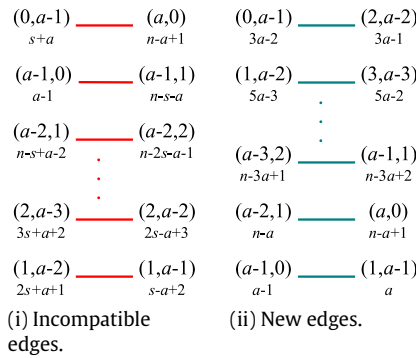 (0,a-1) (a,0)
s+a n-a+1
(a-1,0) (a-1,1)
a-1 n-s-a
(a-2,1) (a-2,2)
n-s+a-2 n-2s-a-1
(2,a-3) (2,a-2)
3s+a+2 2s-a+3
(1,a-2) (1,a-1)
2s+a+1 s-a+2
(i) Incompatible
edges.
(0,a-1) (2,a-2)
3a-2 3a-1
(1,a-2) (3,a-3)
5a-3 5a-2
(a-3,2) (a-1,1)
n-3a+1 n-3a+2
(a-2,1) (a,0)
n-a n-a+1
(a-1,0) (1,a-1)
a-1 a
(ii) New edges.